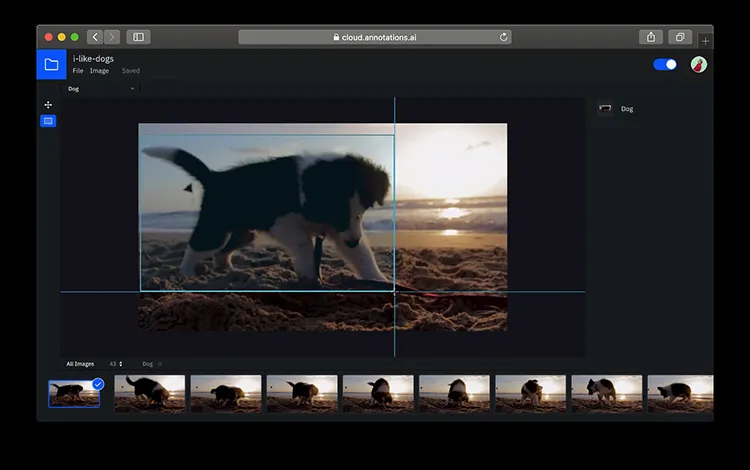 cloud.annotations.ai
i-like-dogs
File Image Saved
Dog
Dog
All Images 43 Dog